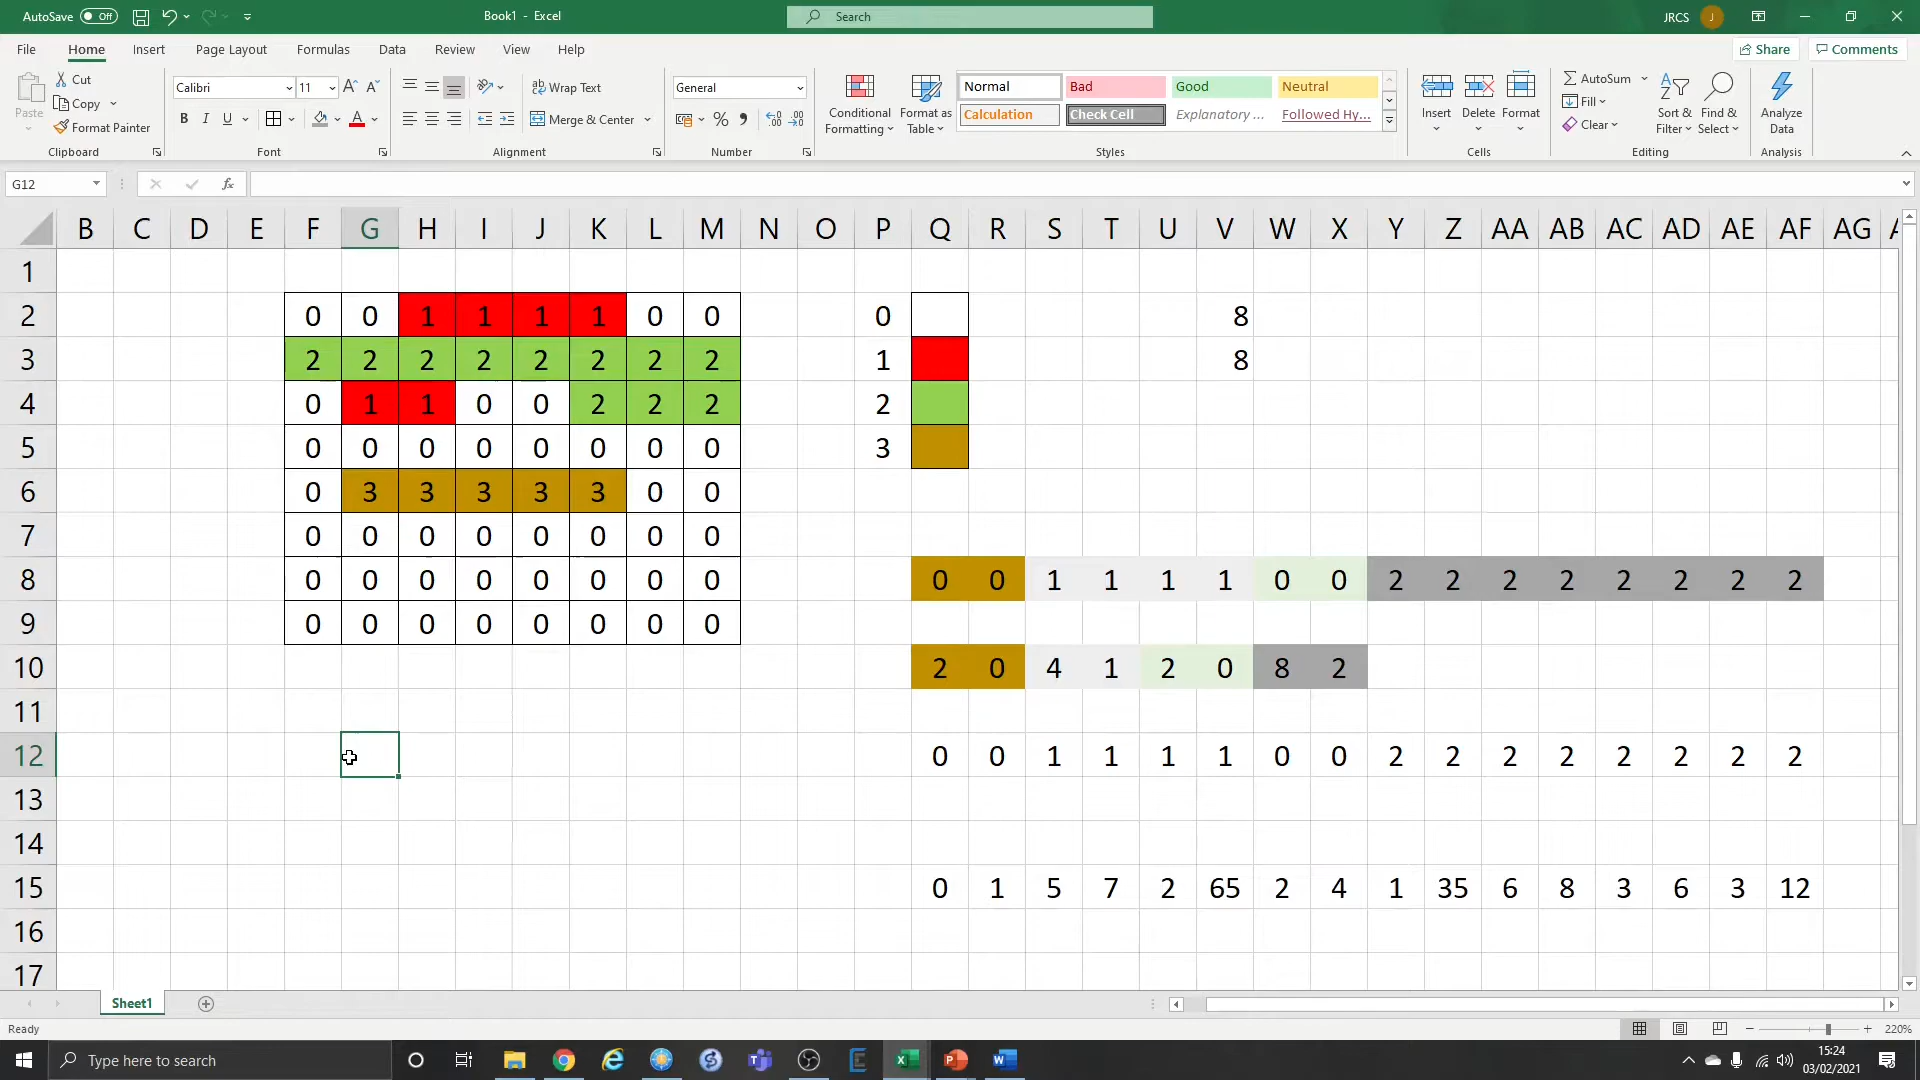 AutoSave Off Book1 - Excel Search JRCS J
File Home Insert Page Layout Formulas Data Review View Help Share Comments
Paste Cut Copy Format Painter Clipboard
Calibri 11 A A B I U A Font
Wrap Text Merge & Center Alignment
General % Number
Conditional Formatting Format as Table Normal Bad Good Neutral Calculation Check Cell Explanatory ... Followed Hy... Styles
Insert Delete Format Cells
AutoSum Fill Clear Sort & Filter Find & Select Editing
Analyze Data Analysis
G12 fx
B C D E F G H I J K L M N O P Q R S T U V W X Y Z AA AB AC AD AE AF AG
1
2 0 0 1 1 1 1 0 0 0 8
3 2 2 2 2 2 2 2 2 1 8
4 0 1 1 0 0 2 2 2 2
5 0 0 0 0 0 0 0 0 3
6 0 3 3 3 3 3 0 0
7 0 0 0 0 0 0 0 0
8 0 0 0 0 0 0 0 0 0 0 1 1 1 1 0 0 2 2 2 2 2 2 2 2
9 0 0 0 0 0 0 0 0
10 2 0 4 1 2 0 8 2
11
12 0 0 1 1 1 1 0 0 2 2 2 2 2 2 2 2
13
14
15 0 1 5 7 2 65 2 4 1 35 6 8 3 6 3 12
16
17
Sheet1
Ready 220%
Type here to search 15:24
03/02/2021